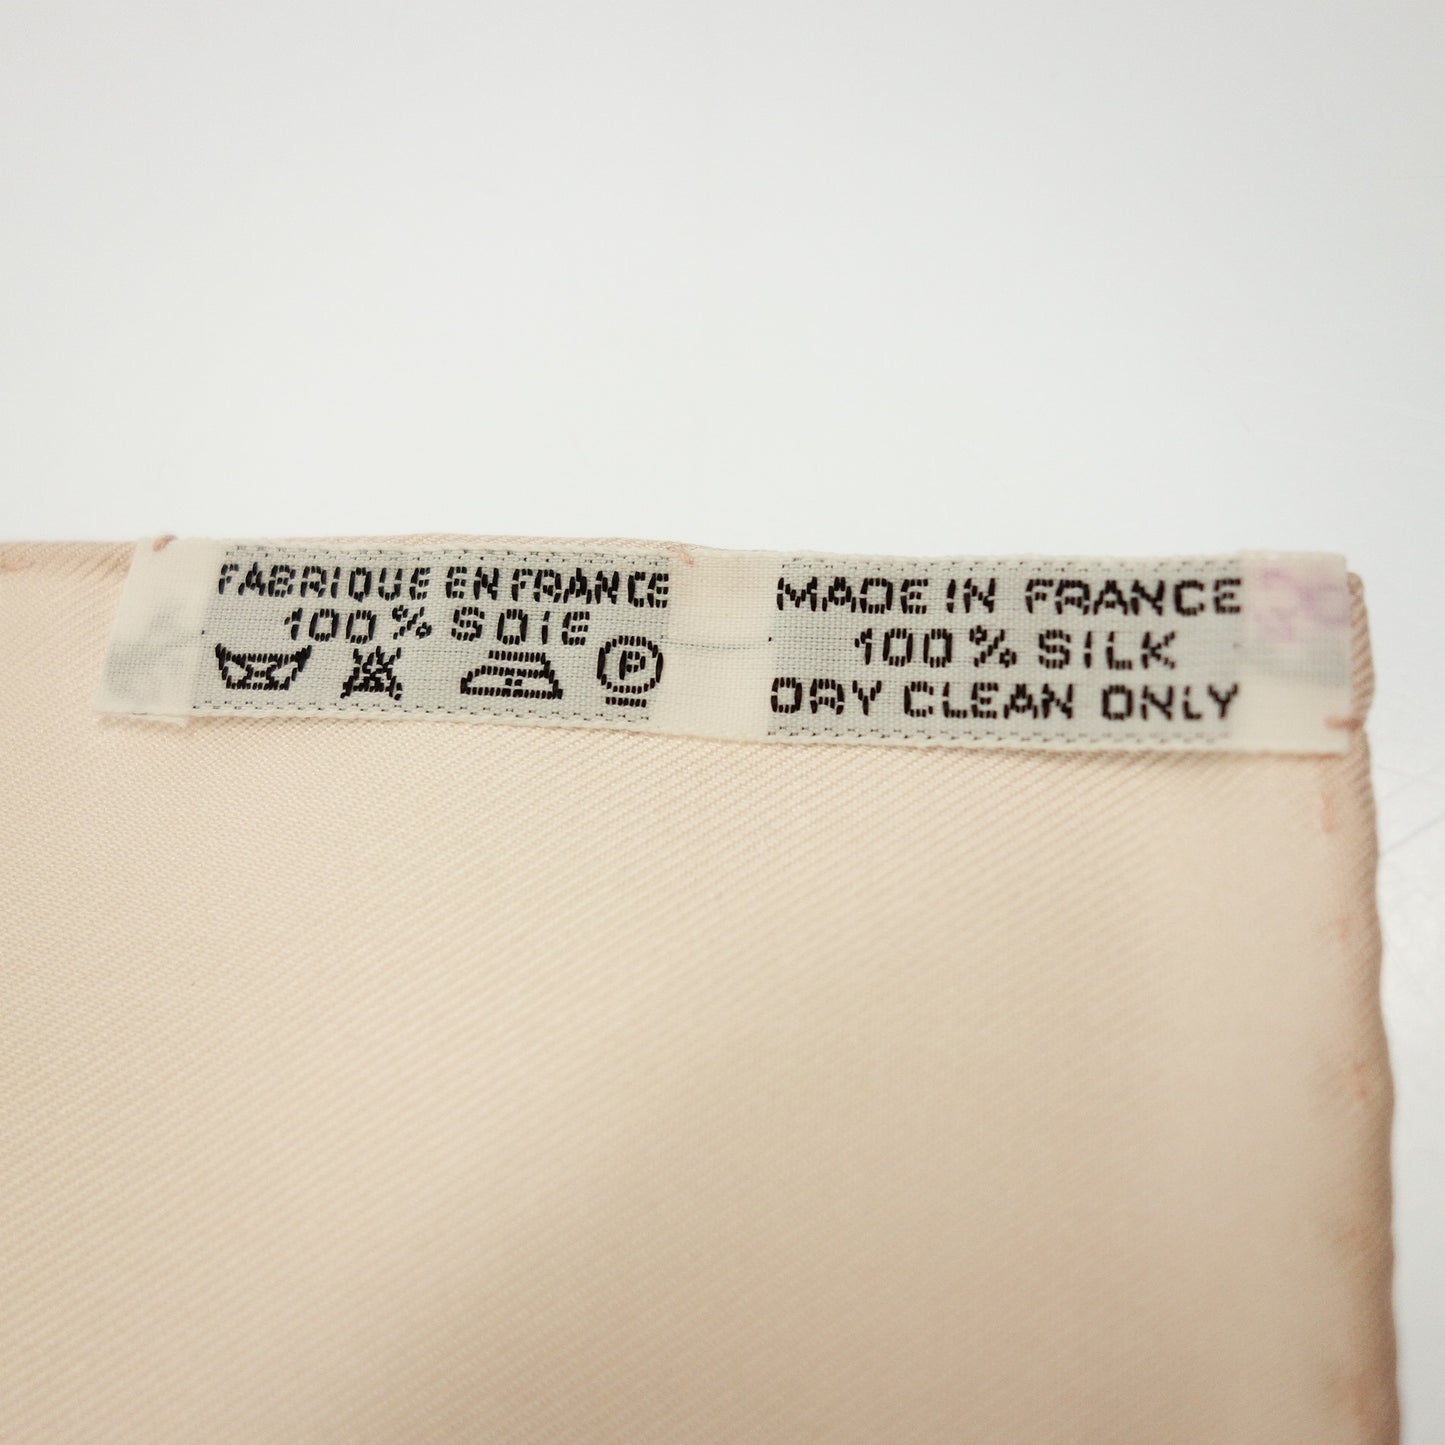 FABRIQUE EN FRANCE
100% SOIE
P
MADE IN FRANCE
100% SILK
DRY CLEAN ONLY